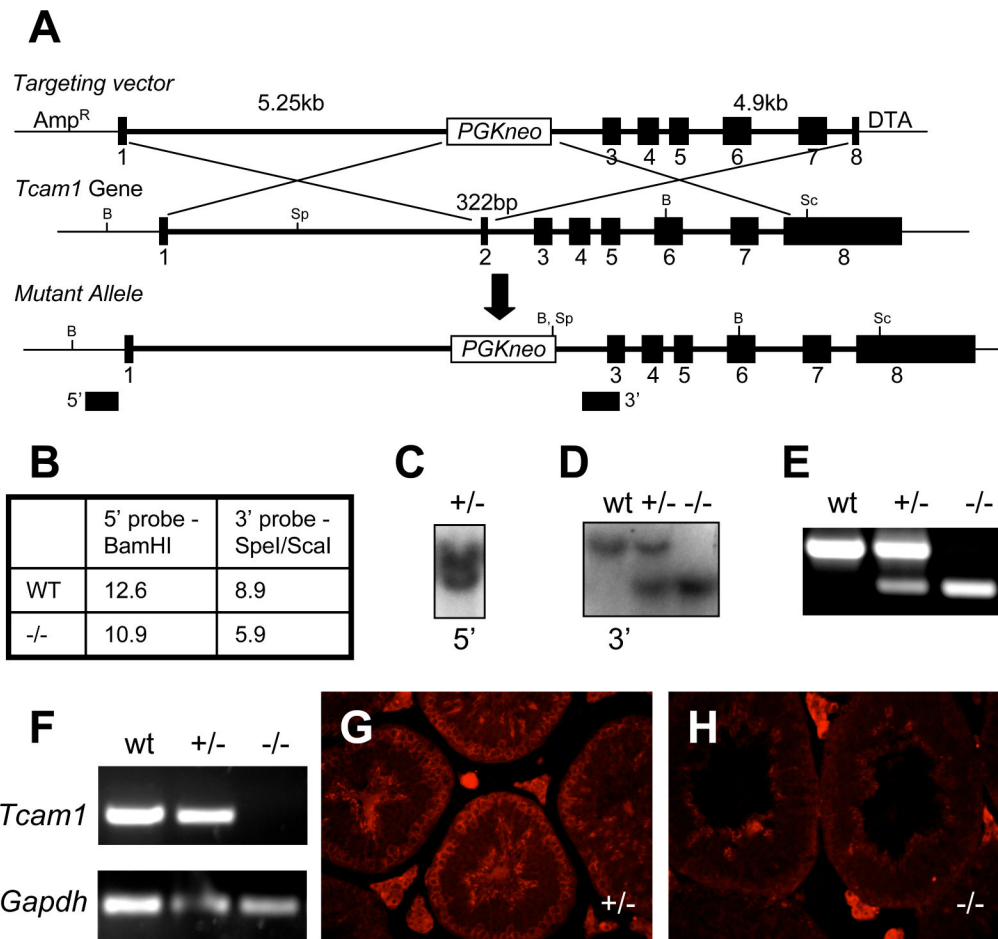 A
Targeting vector
5.25kb 4.9kb
AmpR PGKneo DTA
1 3 4 5 6 7 8
Tcam1 Gene
322bp
B Sp B Sc
1 2 3 4 5 6 7 8
Mutant Allele
B B, Sp B Sc
PGKneo
1 3 4 5 6 7 8
5’ 3’
B
5’ probe - BamHI 3’ probe - SpeI/ScaI
WT 12.6 8.9
-/- 10.9 5.9
C
+/-
5’
D
wt +/- -/-
3’
E
wt +/- -/-
F
wt +/- -/-
Tcam1
Gapdh
G
+/-
H
-/-